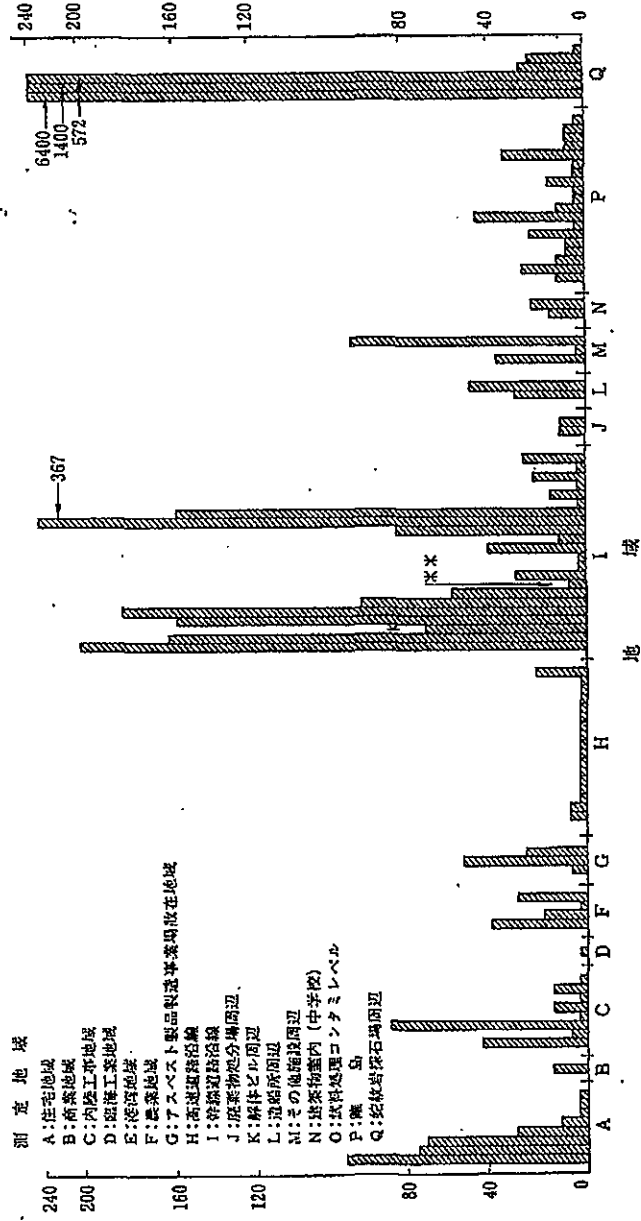 測定地域
A:住宅地域
B:商業地域
C:内陸工業地域
D:臨海工業地域
E:港湾地域
F:農業地域
G:アスベスト製品製造事業場散在地域
H:高速道路沿線
I:幹線道路沿線
J:廃棄物処分場周辺
K:解体ビル周辺
L:造船所周辺
M:その他施設周辺
N:建築物室内(中学校)
O:試料処理コンタミレベル
P:離島
Q:蛇紋岩採石場周辺
240
200
160
120
80
40
0
240
200
160
120
80
40
0
367
6400
1400
572
*
**
A B C D F G H I J L M N P Q
地域